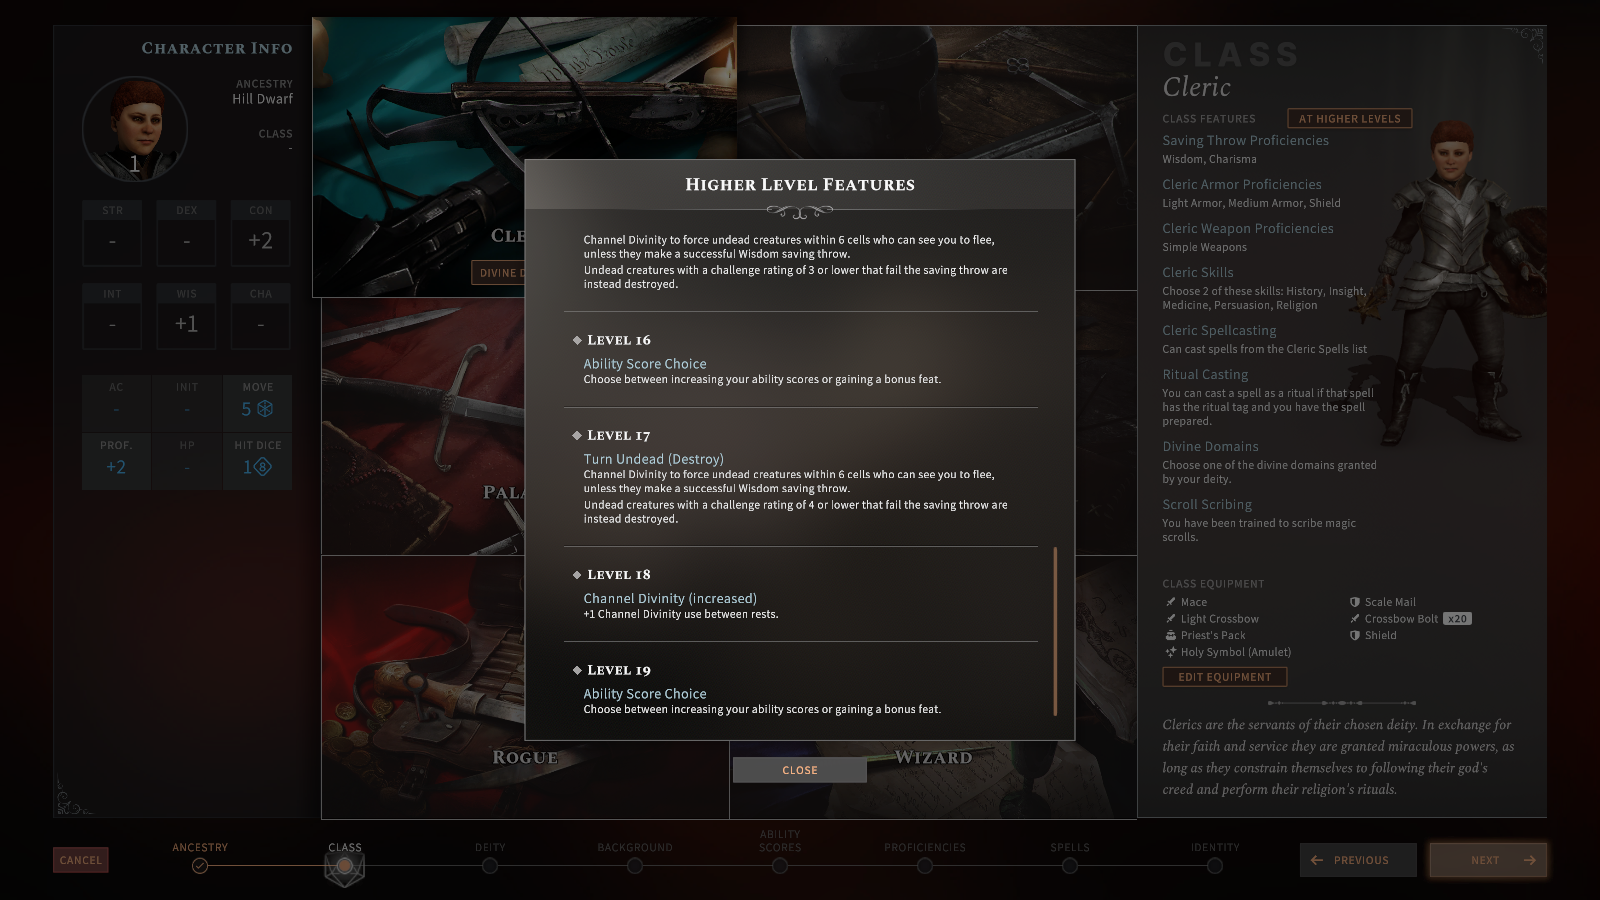 CHARACTER INFO
ANCESTRY
Hill Dwarf
CLASS
-
1
STR
DEX
CON
-
-
+2
INT
WIS
CHA
-
+1
-
AC
INIT
MOVE
-
-
5
PROF.
HP
HIT DICE
+2
-
1 8
CLE
DIVINE D
PALA
ROGUE
WIZARD
HIGHER LEVEL FEATURES
Channel Divinity to force undead creatures within 6 cells who can see you to flee,
unless they make a successful Wisdom saving throw.
Undead creatures with a challenge rating of 3 or lower that fail the saving throw are
instead destroyed.
LEVEL 16
Ability Score Choice
Choose between increasing your ability scores or gaining a bonus feat.
LEVEL 17
Turn Undead (Destroy)
Channel Divinity to force undead creatures within 6 cells who can see you to flee,
unless they make a successful Wisdom saving throw.
Undead creatures with a challenge rating of 4 or lower that fail the saving throw are
instead destroyed.
LEVEL 18
Channel Divinity (increased)
+1 Channel Divinity use between rests.
LEVEL 19
Ability Score Choice
Choose between increasing your ability scores or gaining a bonus feat.
CLOSE
CLASS
Cleric
CLASS FEATURES
AT HIGHER LEVELS
Saving Throw Proficiencies
Wisdom, Charisma
Cleric Armor Proficiencies
Light Armor, Medium Armor, Shield
Cleric Weapon Proficiencies
Simple Weapons
Cleric Skills
Choose 2 of these skills: History, Insight,
Medicine, Persuasion, Religion
Cleric Spellcasting
Can cast spells from the Cleric Spells list
Ritual Casting
You can cast a spell as a ritual if that spell
has the ritual tag and you have the spell
prepared.
Divine Domains
Choose one of the divine domains granted
by your deity.
Scroll Scribing
You have been trained to scribe magic
scrolls.
CLASS EQUIPMENT
Mace
Scale Mail
Light Crossbow
Crossbow Bolt x20
Priest's Pack
Shield
Holy Symbol (Amulet)
EDIT EQUIPMENT
Clerics are the servants of their chosen deity. In exchange for
their faith and service they are granted miraculous powers, as
long as they constrain themselves to following their god's
creed and perform their religion's rituals.
CANCEL
ANCESTRY
CLASS
DEITY
BACKGROUND
ABILITY
SCORES
PROFICIENCIES
SPELLS
IDENTITY
PREVIOUS
NEXT